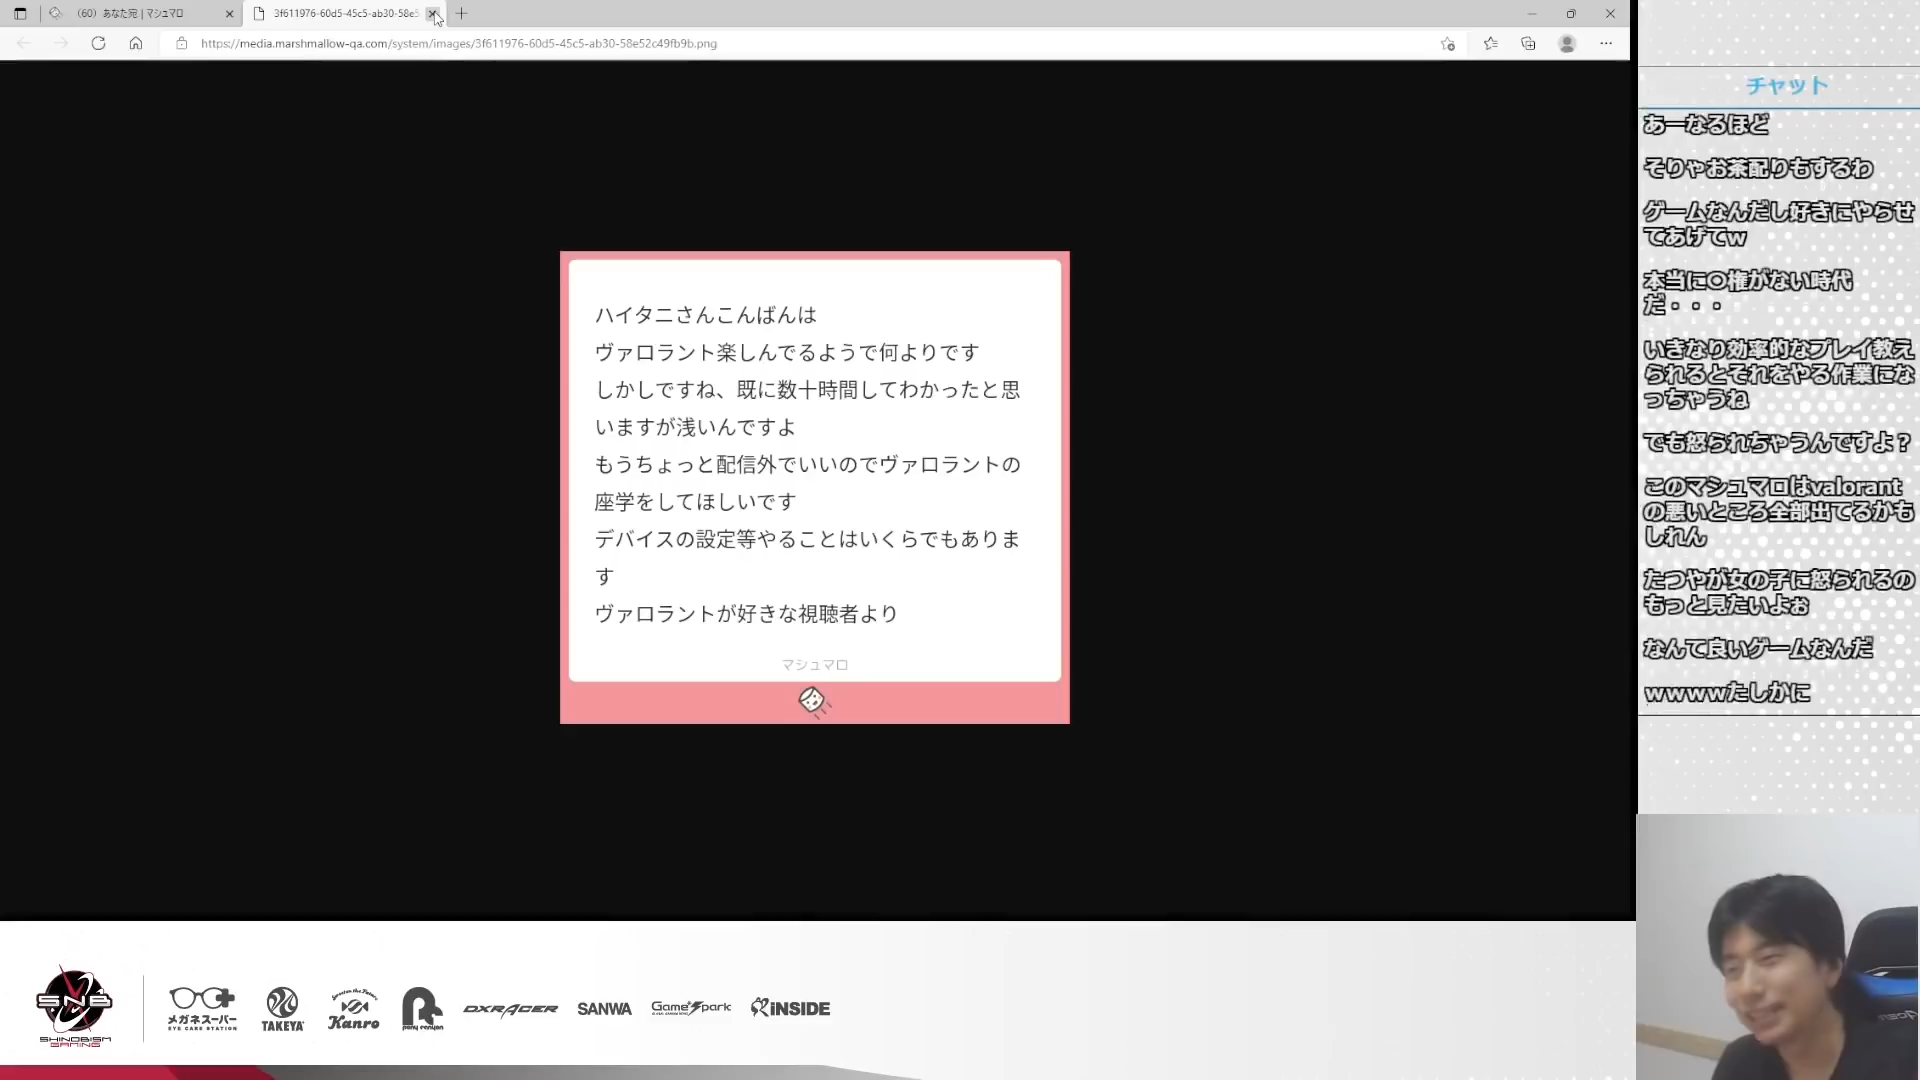 (60) あなた宛 | マシュマロ
3f611976-60d5-45c5-ab30-58e5
https://media.marshmallow-qa.com/system/images/3f611976-60d5-45c5-ab30-58e52c49fb9b.png
ハイタニさんこんばんは
ヴァロラント楽しんでるようで何よりです
しかしですね、既に数十時間してわかったと思
いますが浅いんですよ
もうちょっと配信外でいいのでヴァロラントの
座学をしてほしいです
デバイスの設定等やることはいくらでもありま
す
ヴァロラントが好きな視聴者より
マシュマロ
チャット
あーなるほど
そりゃお茶配りもするわ
ゲームなんだし好きにやらせ
てあげてw
本当に〇権がない時代
だ・・・
いきなり効率的なプレイ教え
られるとそれをやる作業にな
っちゃうね
でも怒られちゃうんですよ？
このマシュマロはvalorant
の悪いところ全部出てるかも
しれん
たつやが女の子に怒られるの
もっと見たいよぉ
なんて良いゲームなんだ
wwwwたしかに
SNB
SHINOBISM
GAMING
メガネスーパー
EYE CARE STATION
TAKEYA
Sweeten the Future
Kanro
pony canyon
DXRACER
SANWA
Game*Spark
iNSIDE